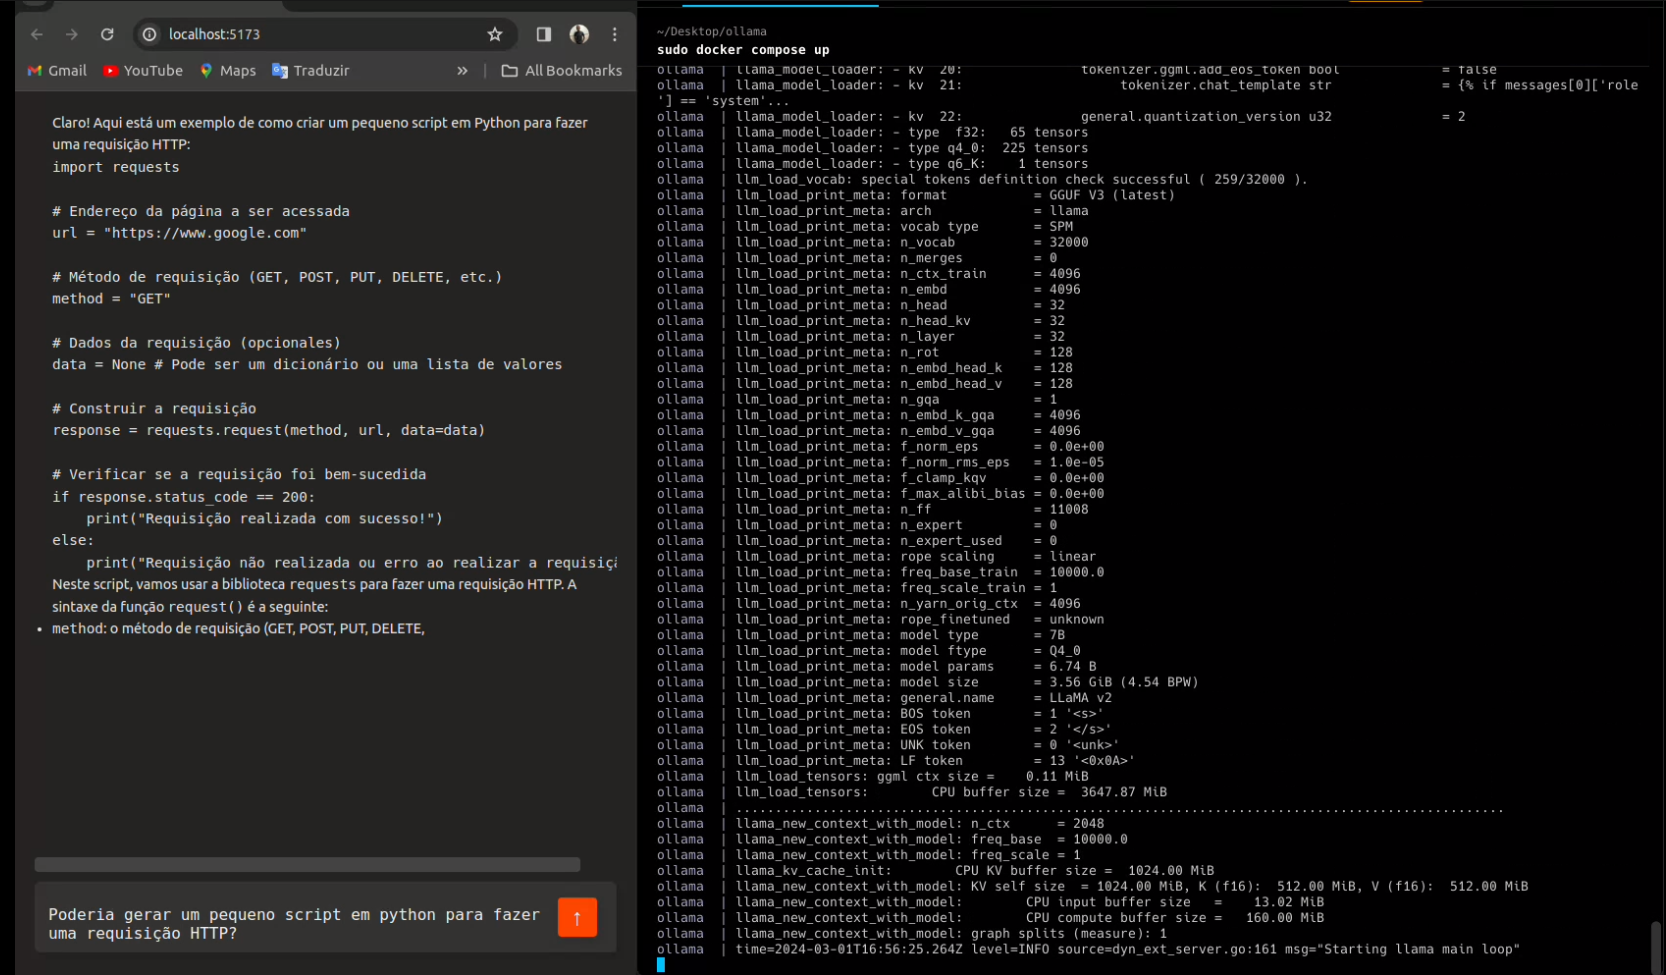 localhost:5173
Gmail YouTube Maps Traduzir » All Bookmarks
Claro! Aqui está um exemplo de como criar um pequeno script em Python para fazer
uma requisição HTTP:
import requests
# Endereço da página a ser acessada
url = "https://www.google.com"
# Método de requisição (GET, POST, PUT, DELETE, etc.)
method = "GET"
# Dados da requisição (opcionales)
data = None # Pode ser um dicionário ou uma lista de valores
# Construir a requisição
response = requests.request(method, url, data=data)
# Verificar se a requisição foi bem-sucedida
if response.status_code == 200:
    print("Requisição realizada com sucesso!")
else:
    print("Requisição não realizada ou erro ao realizar a requisiç
Neste script, vamos usar a biblioteca requests para fazer uma requisição HTTP. A
sintaxe da função request() é a seguinte:
• method: o método de requisição (GET, POST, PUT, DELETE,
Poderia gerar um pequeno script em python para fazer
uma requisição HTTP?
~/Desktop/ollama
sudo docker compose up
ollama | llama_model_loader: - kv 20: tokenizer.ggml.add_eos_token bool = false
ollama | llama_model_loader: - kv 21: tokenizer.chat_template str = {% if messages[0]['role
'] == 'system'...
ollama | llama_model_loader: - kv 22: general.quantization_version u32 = 2
ollama | llama_model_loader: - type f32: 65 tensors
ollama | llama_model_loader: - type q4_0: 225 tensors
ollama | llama_model_loader: - type q6_K: 1 tensors
ollama | llm_load_vocab: special tokens definition check successful ( 259/32000 ).
ollama | llm_load_print_meta: format = GGUF V3 (latest)
ollama | llm_load_print_meta: arch = llama
ollama | llm_load_print_meta: vocab type = SPM
ollama | llm_load_print_meta: n_vocab = 32000
ollama | llm_load_print_meta: n_merges = 0
ollama | llm_load_print_meta: n_ctx_train = 4096
ollama | llm_load_print_meta: n_embd = 4096
ollama | llm_load_print_meta: n_head = 32
ollama | llm_load_print_meta: n_head_kv = 32
ollama | llm_load_print_meta: n_layer = 32
ollama | llm_load_print_meta: n_rot = 128
ollama | llm_load_print_meta: n_embd_head_k = 128
ollama | llm_load_print_meta: n_embd_head_v = 128
ollama | llm_load_print_meta: n_gqa = 1
ollama | llm_load_print_meta: n_embd_k_gqa = 4096
ollama | llm_load_print_meta: n_embd_v_gqa = 4096
ollama | llm_load_print_meta: f_norm_eps = 0.0e+00
ollama | llm_load_print_meta: f_norm_rms_eps = 1.0e-05
ollama | llm_load_print_meta: f_clamp_kqv = 0.0e+00
ollama | llm_load_print_meta: f_max_alibi_bias = 0.0e+00
ollama | llm_load_print_meta: n_ff = 11008
ollama | llm_load_print_meta: n_expert = 0
ollama | llm_load_print_meta: n_expert_used = 0
ollama | llm_load_print_meta: rope scaling = linear
ollama | llm_load_print_meta: freq_base_train = 10000.0
ollama | llm_load_print_meta: freq_scale_train = 1
ollama | llm_load_print_meta: n_yarn_orig_ctx = 4096
ollama | llm_load_print_meta: rope_finetuned = unknown
ollama | llm_load_print_meta: model type = 7B
ollama | llm_load_print_meta: model ftype = Q4_0
ollama | llm_load_print_meta: model params = 6.74 B
ollama | llm_load_print_meta: model size = 3.56 GiB (4.54 BPW)
ollama | llm_load_print_meta: general.name = LLaMA v2
ollama | llm_load_print_meta: BOS token = 1 '<s>'
ollama | llm_load_print_meta: EOS token = 2 '</s>'
ollama | llm_load_print_meta: UNK token = 0 '<unk>'
ollama | llm_load_print_meta: LF token = 13 '<0x0A>'
ollama | llm_load_tensors: ggml ctx size = 0.11 MiB
ollama | llm_load_tensors: CPU buffer size = 3647.87 MiB
ollama | ..................................................................................................
ollama | llama_new_context_with_model: n_ctx = 2048
ollama | llama_new_context_with_model: freq_base = 10000.0
ollama | llama_new_context_with_model: freq_scale = 1
ollama | llama_kv_cache_init: CPU KV buffer size = 1024.00 MiB
ollama | llama_new_context_with_model: KV self size = 1024.00 MiB, K (f16): 512.00 MiB, V (f16): 512.00 MiB
ollama | llama_new_context_with_model: CPU input buffer size = 13.02 MiB
ollama | llama_new_context_with_model: CPU compute buffer size = 160.00 MiB
ollama | llama_new_context_with_model: graph splits (measure): 1
ollama | time=2024-03-01T16:56:25.264Z level=INFO source=dyn_ext_server.go:161 msg="Starting llama main loop"